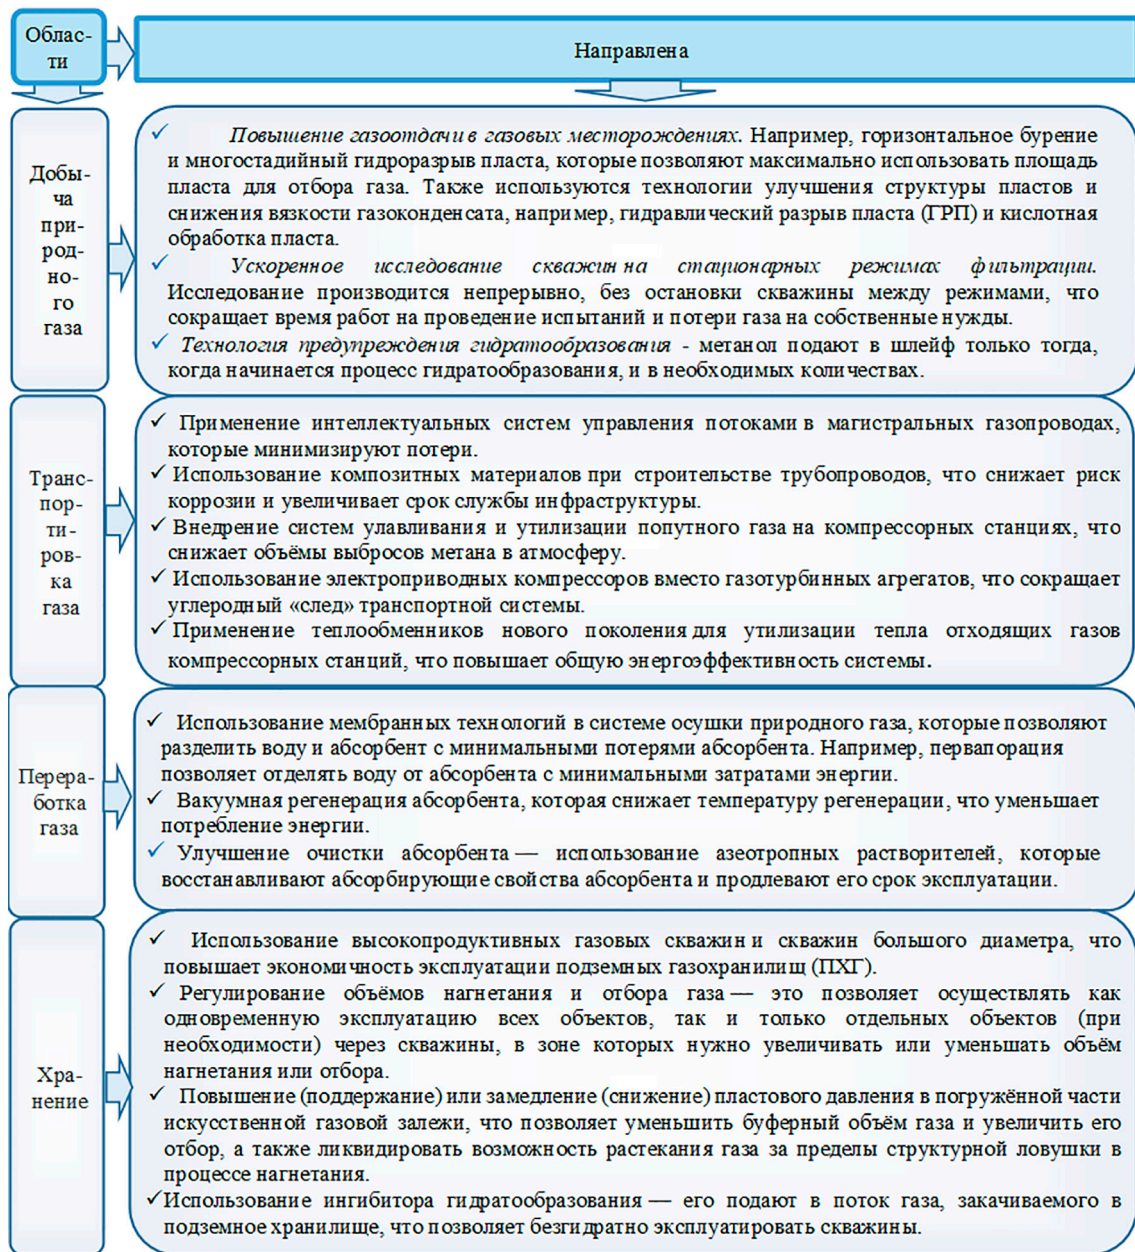 Облас-
ти
Направлена
Добы-
ча
при-
род-
но-
го
газа
Повышение газоотдачи в газовых месторождениях. Например, горизонтальное бурение
и многостадийный гидроразрыв пласта, которые позволяют максимально использовать площадь
пласта для отбора газа. Также используются технологии улучшения структуры пластов и
снижения вязкости газоконденсата, например, гидравлический разрыв пласта (ГРП) и кислотная
обработка пласта.
Ускоренное исследование скважин на стационарных режимах фильтрации.
Исследование производится непрерывно, без остановки скважины между режимами, что
сокращает время работ на проведение испытаний и потери газа на собственные нужды.
Технология предупреждения гидратообразования - метанол подают в шлейф только тогда,
когда начинается процесс гидратообразования, и в необходимых количествах.
Транс-
пор-
ти-
ров-
ка
газа
Применение интеллектуальных систем управления потоками в магистральных газопроводах,
которые минимизируют потери.
Использование композитных материалов при строительстве трубопроводов, что снижает риск
коррозии и увеличивает срок службы инфраструктуры.
Внедрение систем улавливания и утилизации попутного газа на компрессорных станциях, что
снижает объёмы выбросов метана в атмосферу.
Использование электроприводных компрессоров вместо газотурбинных агрегатов, что сокращает
углеродный «след» транспортной системы.
Применение теплообменников нового поколения для утилизации тепла отходящих газов
компрессорных станций, что повышает общую энергоэффективность системы.
Перера-
ботка
газа
Использование мембранных технологий в системе осушки природного газа, которые позволяют
разделить воду и абсорбент с минимальными потерями абсорбента. Например, первапорация
позволяет отделять воду от абсорбента с минимальными затратами энергии.
Вакуумная регенерация абсорбента, которая снижает температуру регенерации, что уменьшает
потребление энергии.
Улучшение очистки абсорбента — использование азеотропных растворителей, которые
восстанавливают абсорбирующие свойства абсорбента и продлевают его срок эксплуатации.
Хра-
нение
Использование высокопродуктивных газовых скважин и скважин большого диаметра, что
повышает экономичность эксплуатации подземных газохранилищ (ПХГ).
Регулирование объёмов нагнетания и отбора газа — это позволяет осуществлять как
одновременную эксплуатацию всех объектов, так и только отдельных объектов (при
необходимости) через скважины, в зоне которых нужно увеличивать или уменьшать объём
нагнетания или отбора.
Повышение (поддержание) или замедление (снижение) пластового давления в погружённой части
искусственной газовой залежи, что позволяет уменьшить буферный объём газа и увеличить его
отбор, а также ликвидировать возможность растекания газа за пределы структурной ловушки в
процессе нагнетания.
Использование ингибитора гидратообразования — его подают в поток газа, закачиваемого в
подземное хранилище, что позволяет безгидратно эксплуатировать скважины.